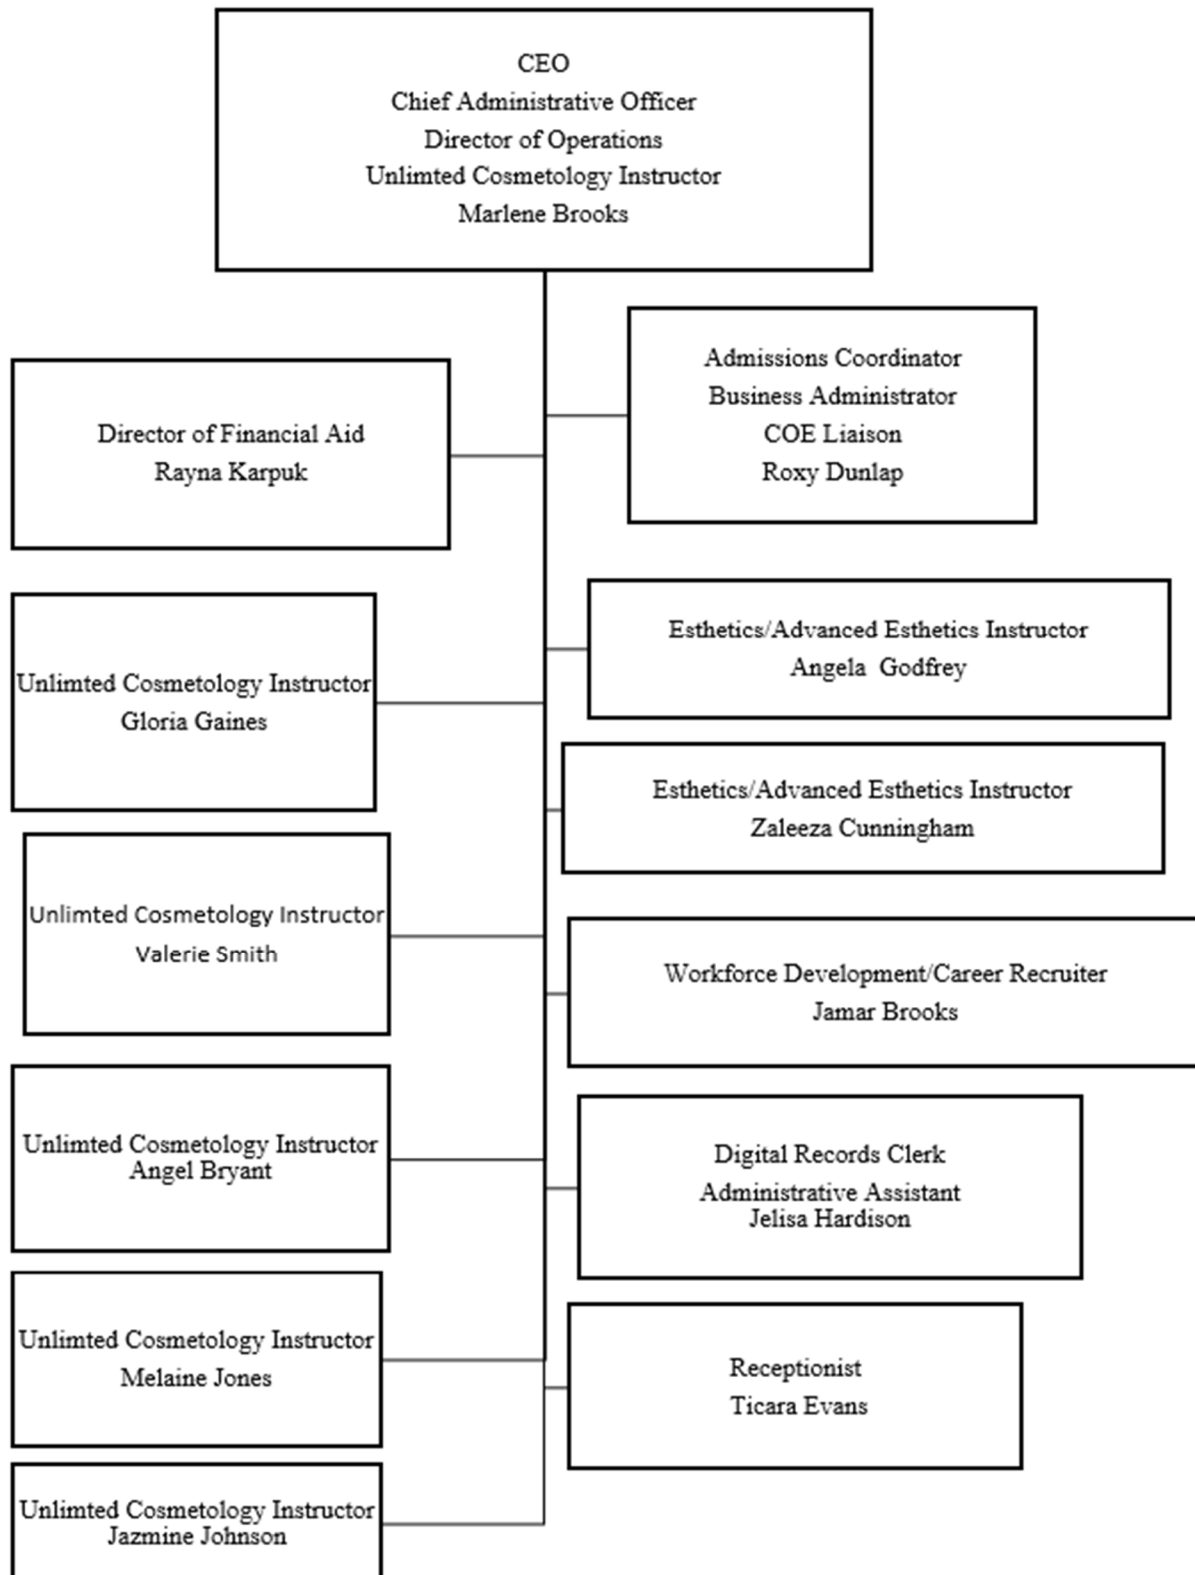 CEO
Chief Administrative Officer
Director of Operations
Unlimted Cosmetology Instructor
Marlene Brooks
Admissions Coordinator
Business Administrator
COE Liaison
Roxy Dunlap
Director of Financial Aid
Rayna Karpuk
Esthetics/Advanced Esthetics Instructor
Angela Godfrey
Unlimted Cosmetology Instructor
Gloria Gaines
Esthetics/Advanced Esthetics Instructor
Zaleeza Cunningham
Unlimted Cosmetology Instructor
Valerie Smith
Workforce Development/Career Recruiter
Jamar Brooks
Unlimted Cosmetology Instructor
Angel Bryant
Digital Records Clerk
Administrative Assistant
Jelisa Hardison
Unlimted Cosmetology Instructor
Melaine Jones
Receptionist
Ticara Evans
Unlimted Cosmetology Instructor
Jazmine Johnson